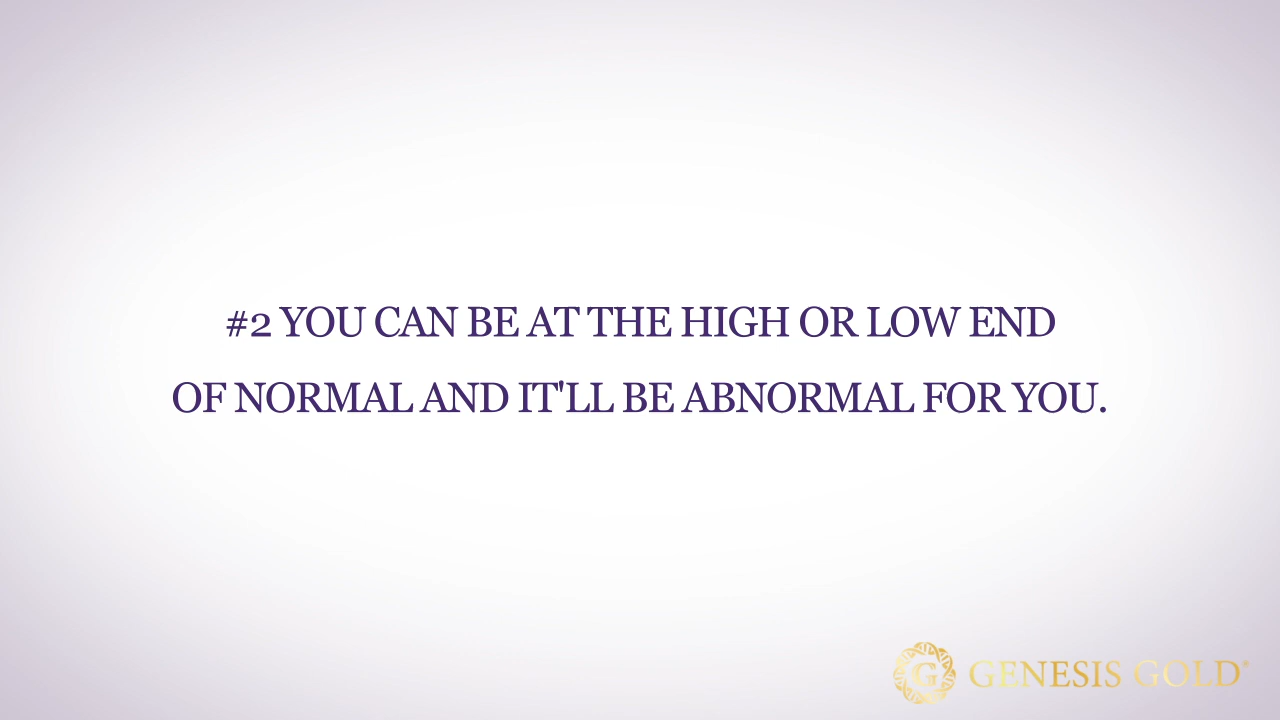 #2 YOU CAN BE AT THE HIGH OR LOW END
OF NORMAL AND IT'LL BE ABNORMAL FOR YOU.
G GENESIS GOLD®